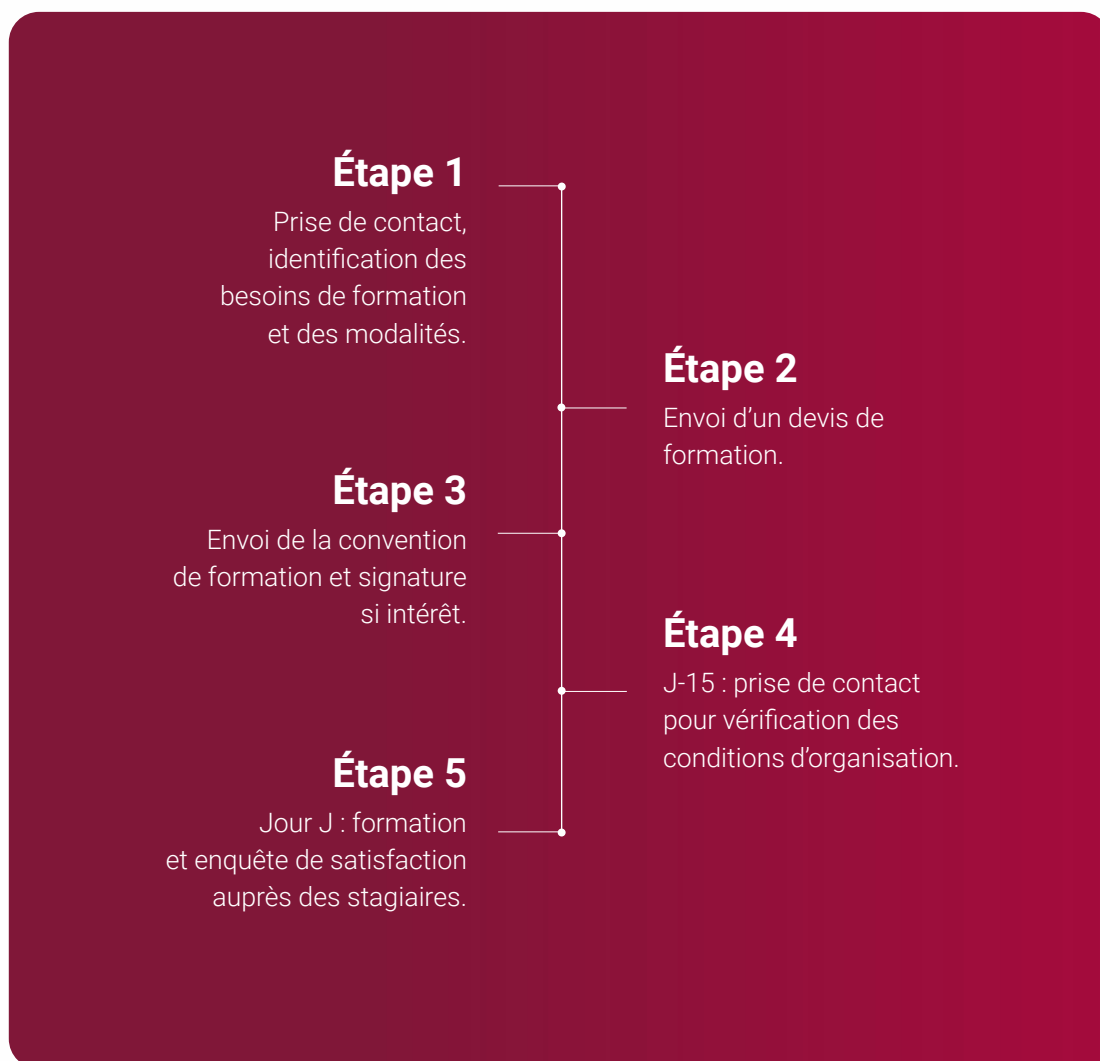 Étape 1
Prise de contact,
identification des
besoins de formation
et des modalités.
Étape 2
Envoi d’un devis de
formation.
Étape 3
Envoi de la convention
de formation et signature
si intérêt.
Étape 4
J-15 : prise de contact
pour vérification des
conditions d’organisation.
Étape 5
Jour J : formation
et enquête de satisfaction
auprès des stagiaires.